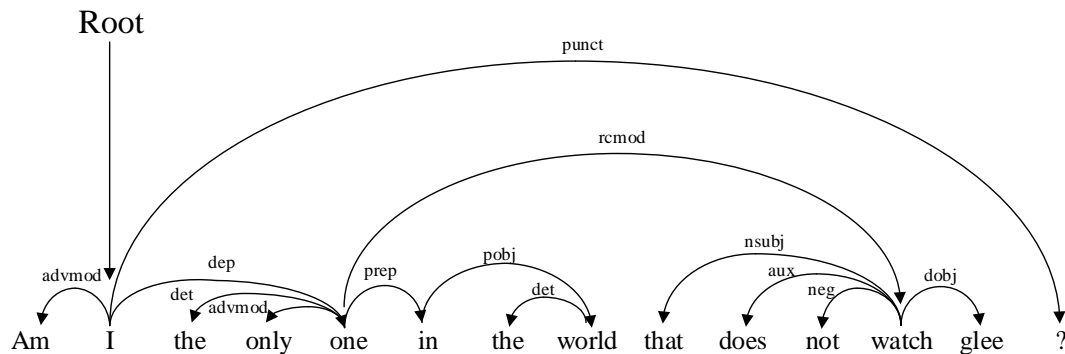 Root
punct
rcmod
nsubj
dep
pobj
advmod
prep
aux
det
advmod
det
neg
dobj
Am I the only one in the world that does not watch glee ?